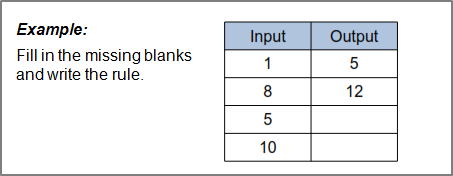 Example:
Fill in the missing blanks
and write the rule.
Input Output
1 5
8 12
5
10